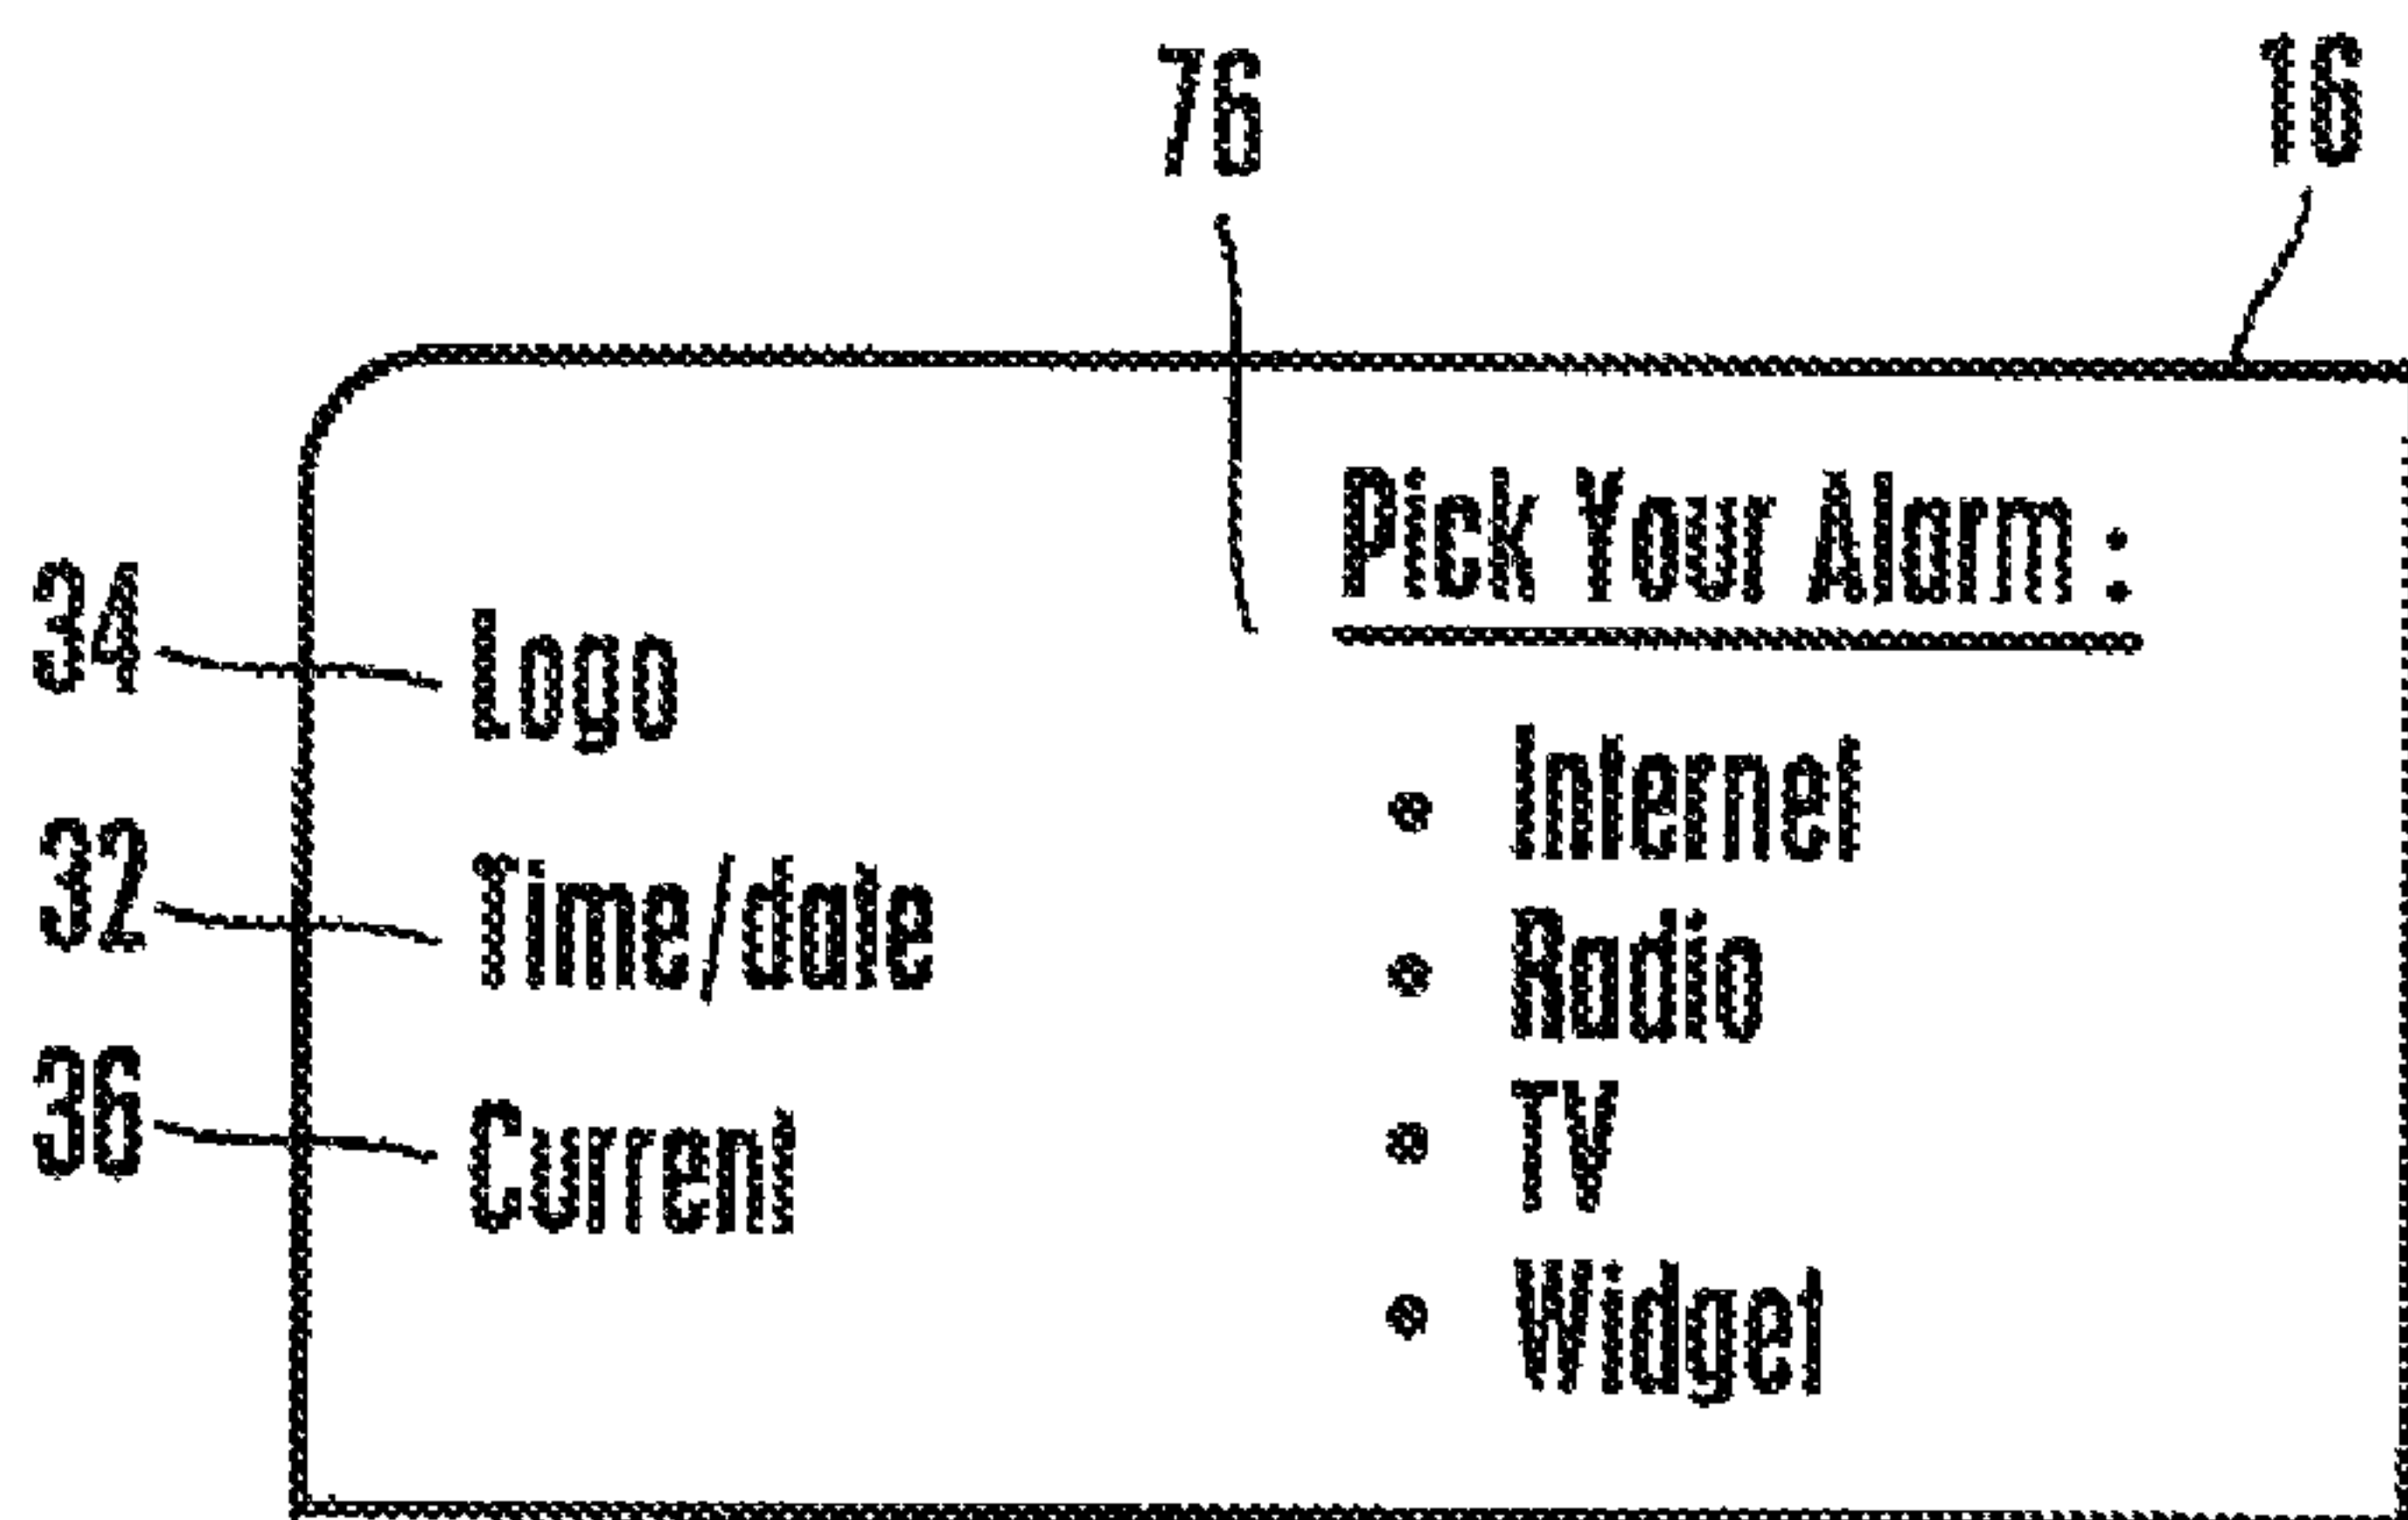 76
16
Pick Your Alarm :
34
Logo
• Internet
32
Time/date
• Radio
36
Current
• TV
• Widget